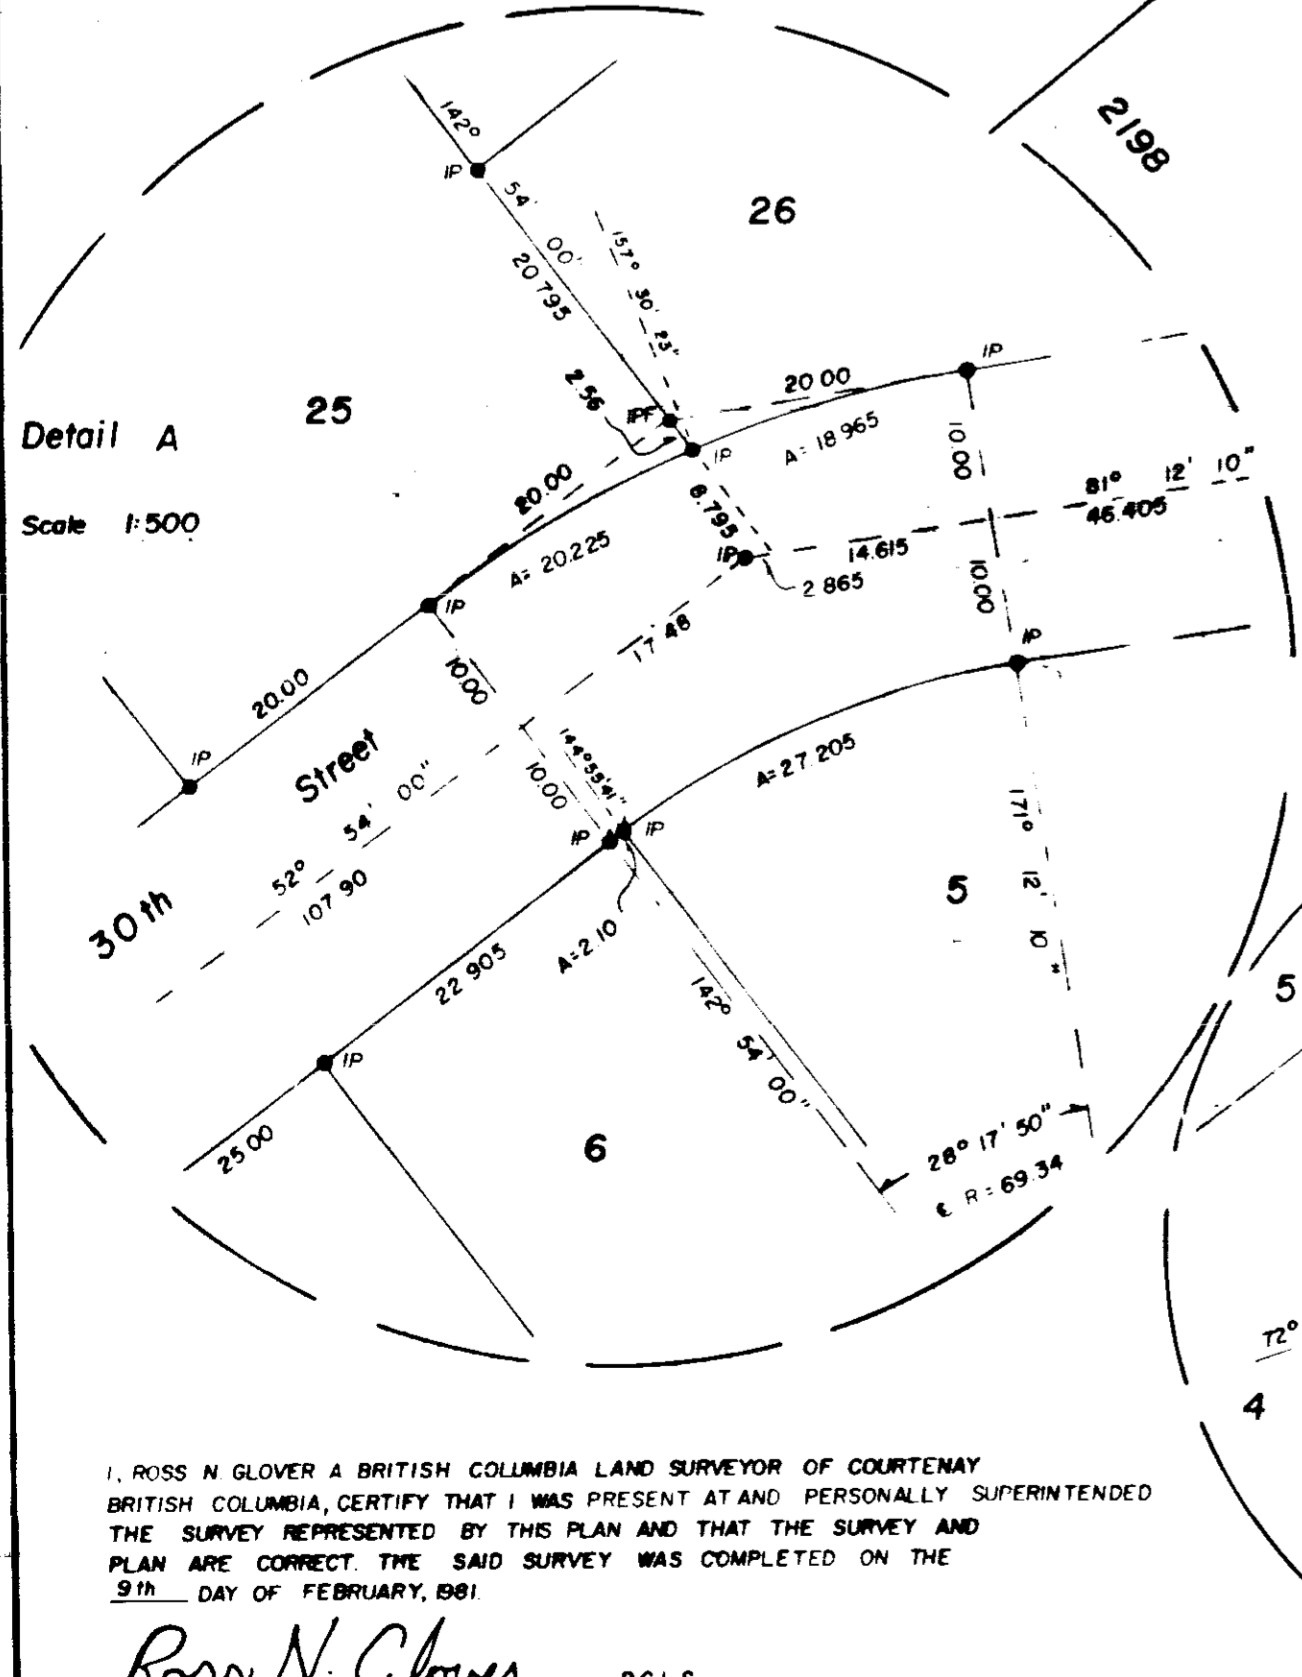 2198
142°
IP
54'
00"
20 795
157° 30' 23"
26
25
Detail A
Scale 1:500
2.56
IPF
20 00
IP
A= 18 965
IP
10.00
81° 12' 10"
46.405
20.00
8.795
IP
14.615
2 865
A= 20.225
IP
10.00
17 48
10.00
IP
20.00
IP
Street
144°55'41"
10.00
A= 27.205
52° 54' 00"
107 90
IP
IP
171° 12' 10"
30th
5
22 905
A= 2.10
142° 54' 00"
5
IP
25 00
6
28° 17' 50"
R = 69.34
72°
4
I, ROSS N. GLOVER A BRITISH COLUMBIA LAND SURVEYOR OF COURTENAY
BRITISH COLUMBIA, CERTIFY THAT I WAS PRESENT AT AND PERSONALLY SUPERINTENDED
THE SURVEY REPRESENTED BY THIS PLAN AND THAT THE SURVEY AND
PLAN ARE CORRECT. THE SAID SURVEY WAS COMPLETED ON THE
9th DAY OF FEBRUARY, 1981.
Ross N. Glover